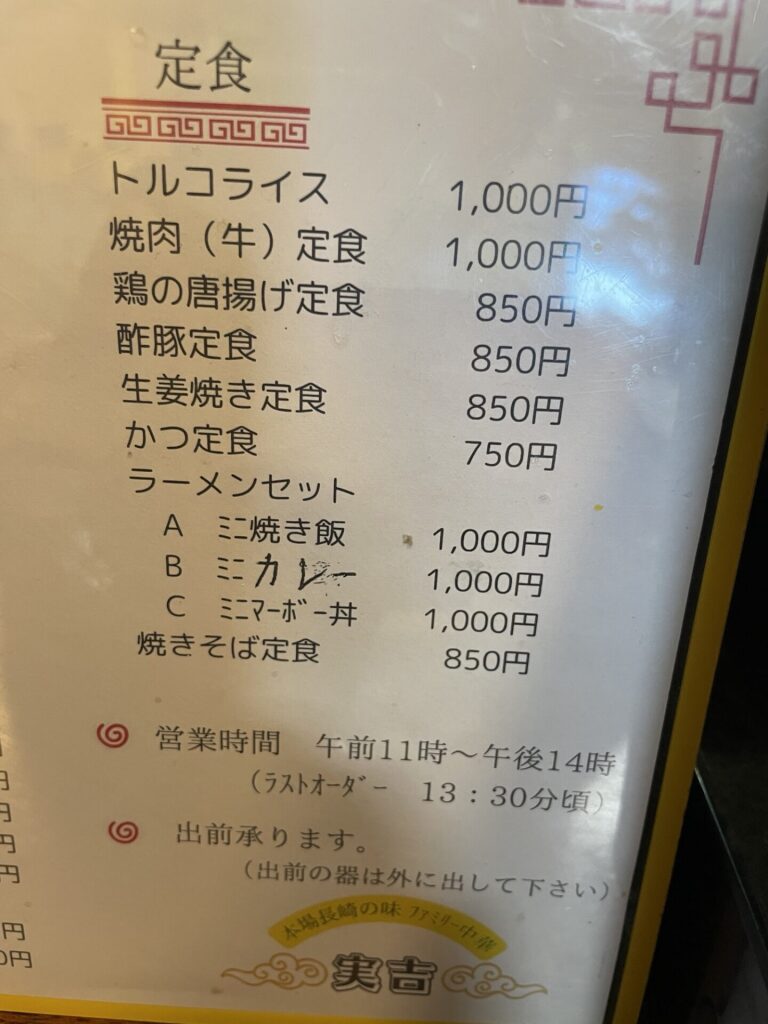 定食
トルコライス 1,000円
焼肉（牛）定食 1,000円
鶏の唐揚げ定食 850円
酢豚定食 850円
生姜焼き定食 850円
かつ定食 750円
ラーメンセット
A ﾐﾆ焼き飯 1,000円
B ﾐﾆカレー 1,000円
C ﾐﾆﾏｰﾎﾞｰ丼 1,000円
焼きそば定食 850円
営業時間 午前11時～午後14時
（ﾗｽﾄｵｰﾀﾞｰ 13：30分頃）
出前承ります。
（出前の器は外に出して下さい）
本場長崎の味 ﾌｧﾐﾘｰ中華
実吉
円
円
円
円
円
0円